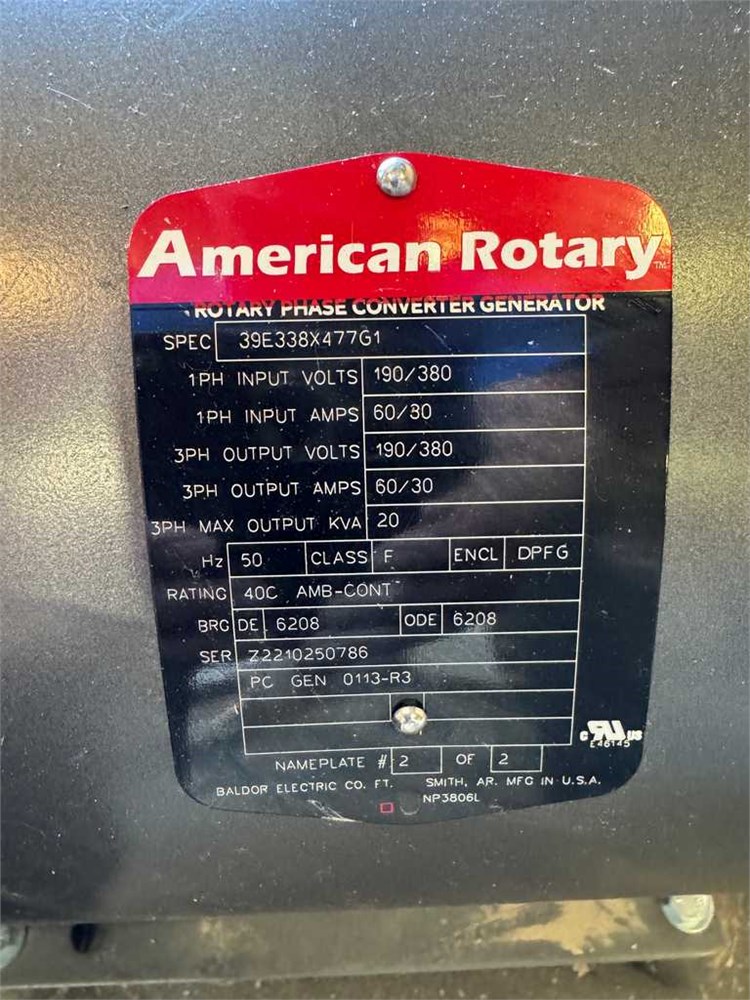 American Rotary™
ROTARY PHASE CONVERTER GENERATOR
SPEC 39E338X477G1
1PH INPUT VOLTS 190/380
1PH INPUT AMPS 60/30
3PH OUTPUT VOLTS 190/380
3PH OUTPUT AMPS 60/30
3PH MAX OUTPUT KVA 20
Hz 50 CLASS F ENCL DPFG
RATING 40C AMB-CONT
BRG DE 6208 ODE 6208
SER Z2210250786
PC GEN 0113-R3
c RU US
E46145
NAMEPLATE # 2 OF 2
BALDOR ELECTRIC CO. FT. SMITH, AR. MFG IN U.S.A.
NP3806L